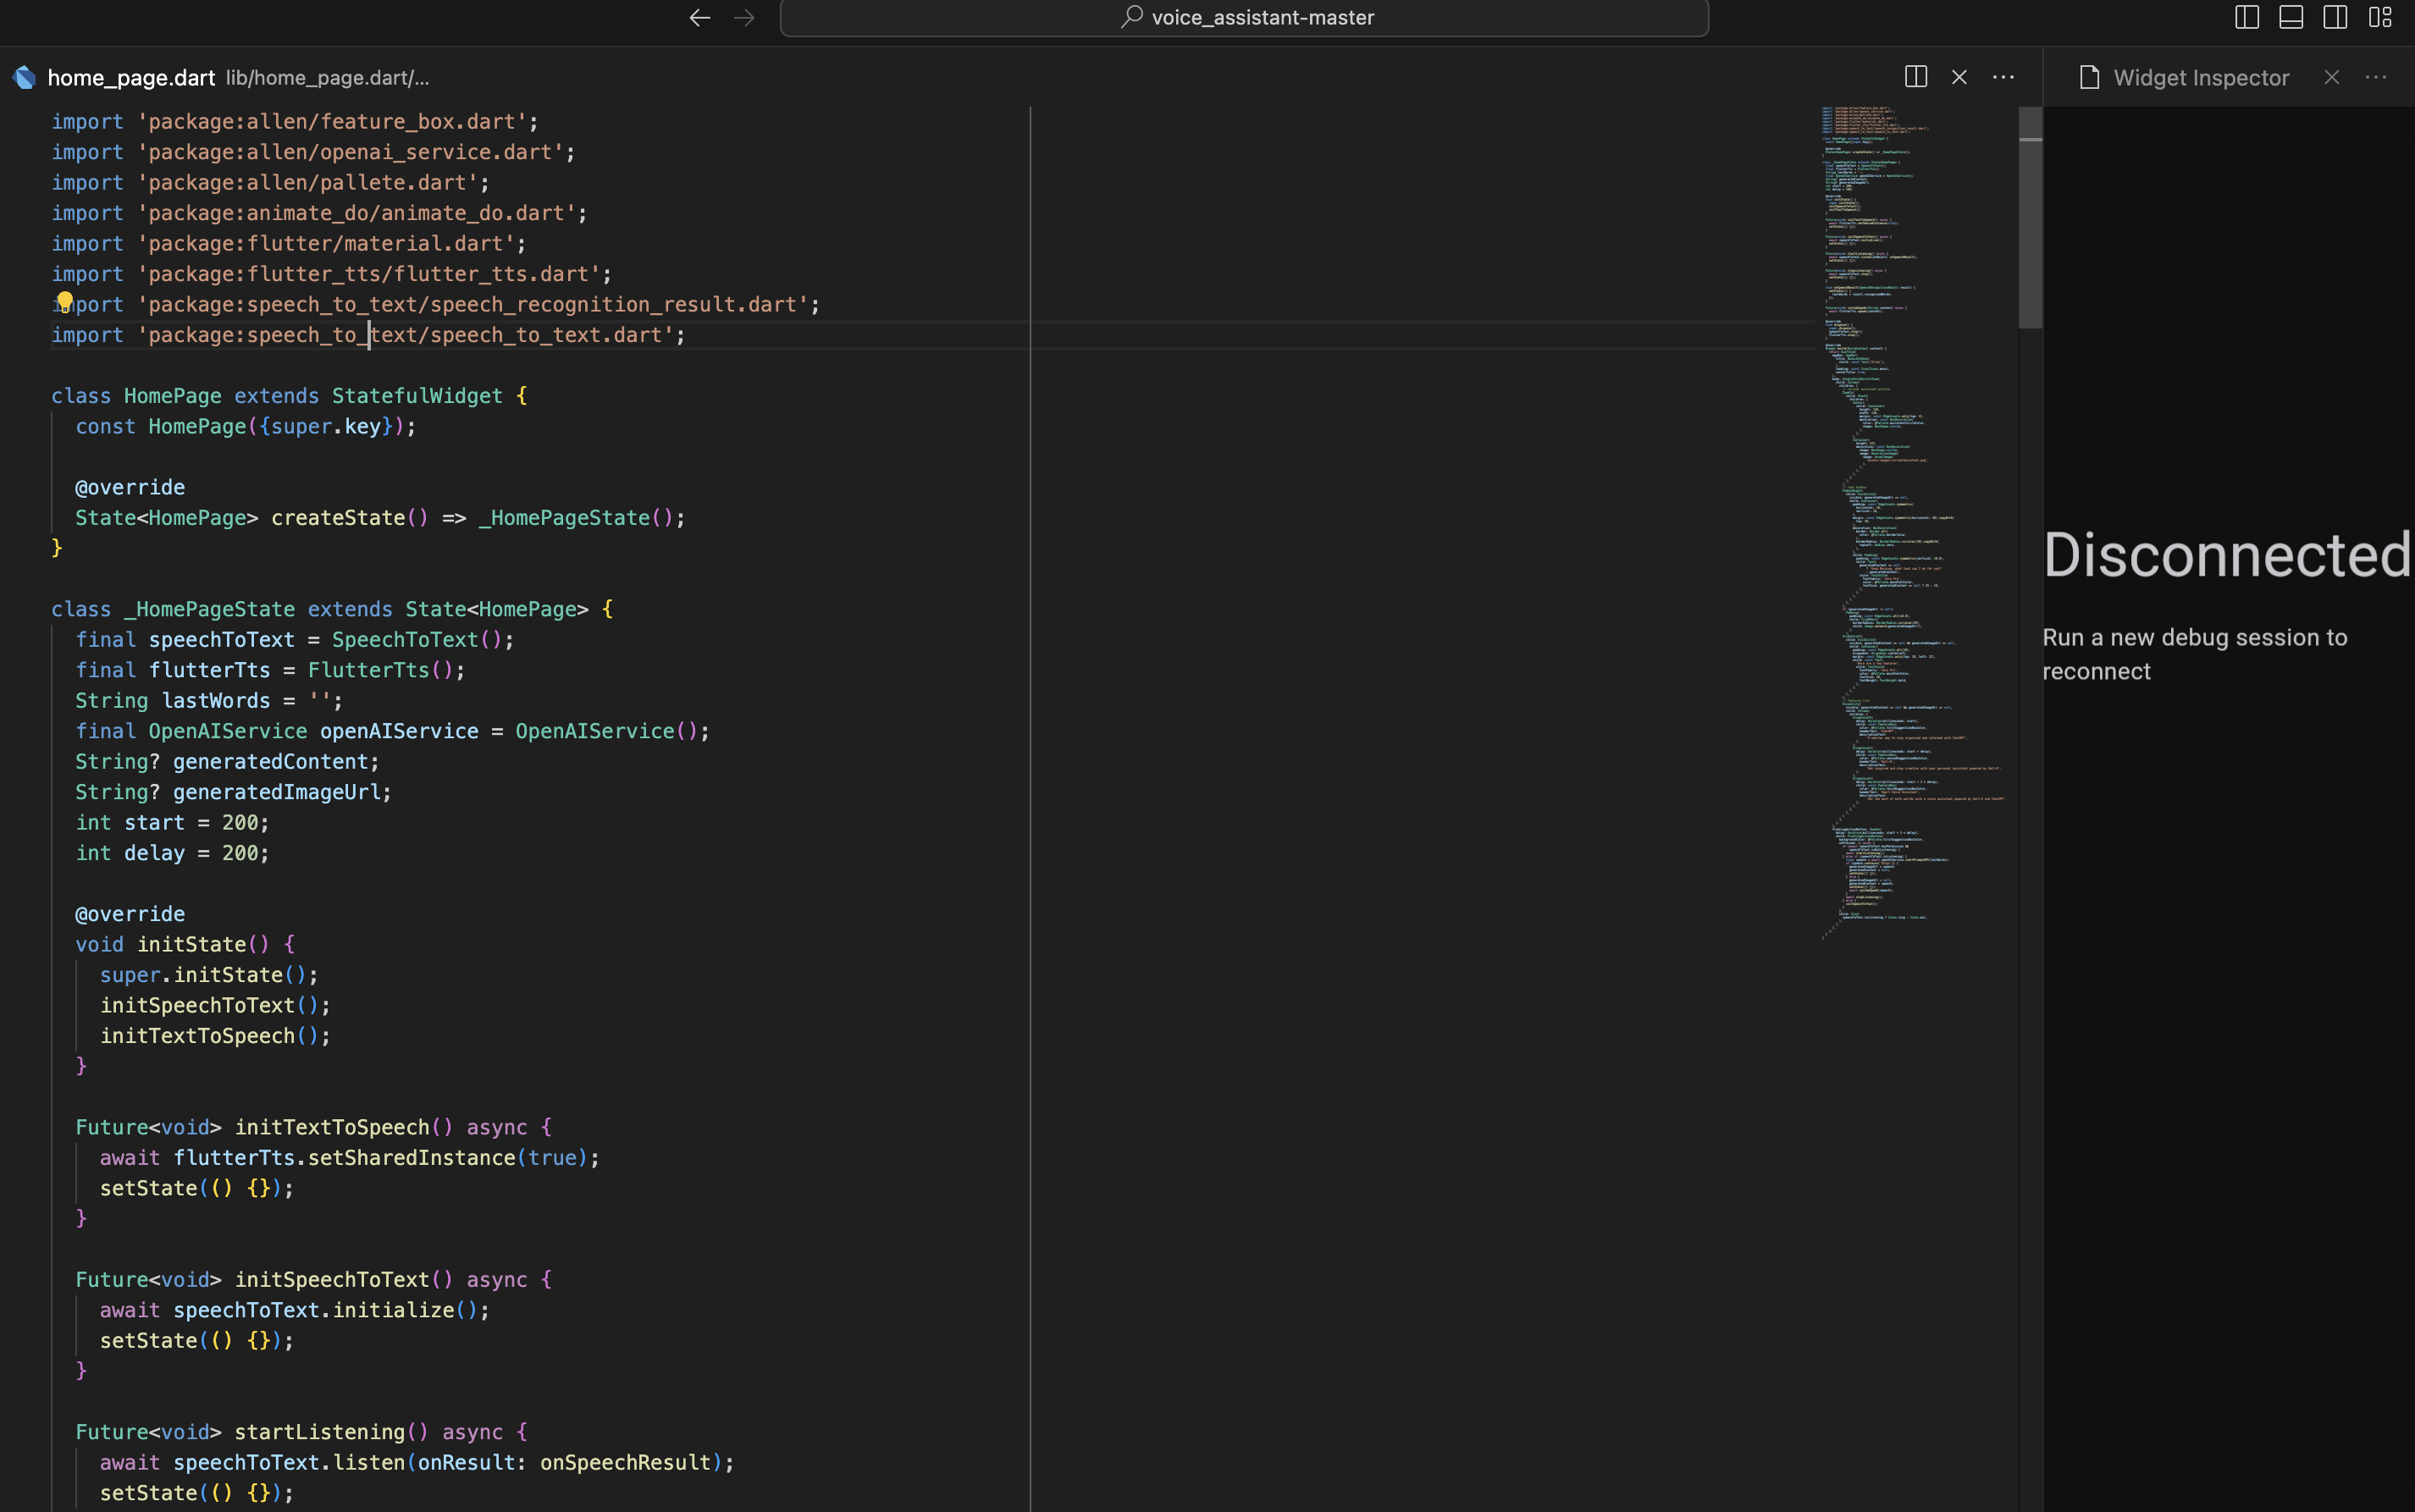 voice_assistant-master
home_page.dart lib/home_page.dart/...
Widget Inspector
import 'package:allen/feature_box.dart';
import 'package:allen/openai_service.dart';
import 'package:allen/pallete.dart';
import 'package:animate_do/animate_do.dart';
import 'package:flutter/material.dart';
import 'package:flutter_tts/flutter_tts.dart';
import 'package:speech_to_text/speech_recognition_result.dart';
import 'package:speech_to_text/speech_to_text.dart';
class HomePage extends StatefulWidget {
const HomePage({super.key});
@override
State<HomePage> createState() => _HomePageState();
}
class _HomePageState extends State<HomePage> {
final speechToText = SpeechToText();
final flutterTts = FlutterTts();
String lastWords = '';
final OpenAIService openAIService = OpenAIService();
String? generatedContent;
String? generatedImageUrl;
int start = 200;
int delay = 200;
@override
void initState() {
super.initState();
initSpeechToText();
initTextToSpeech();
}
Future<void> initTextToSpeech() async {
await flutterTts.setSharedInstance(true);
setState(() {});
}
Future<void> initSpeechToText() async {
await speechToText.initialize();
setState(() {});
}
Future<void> startListening() async {
await speechToText.listen(onResult: onSpeechResult);
setState(() {});
Disconnected
Run a new debug session to
reconnect